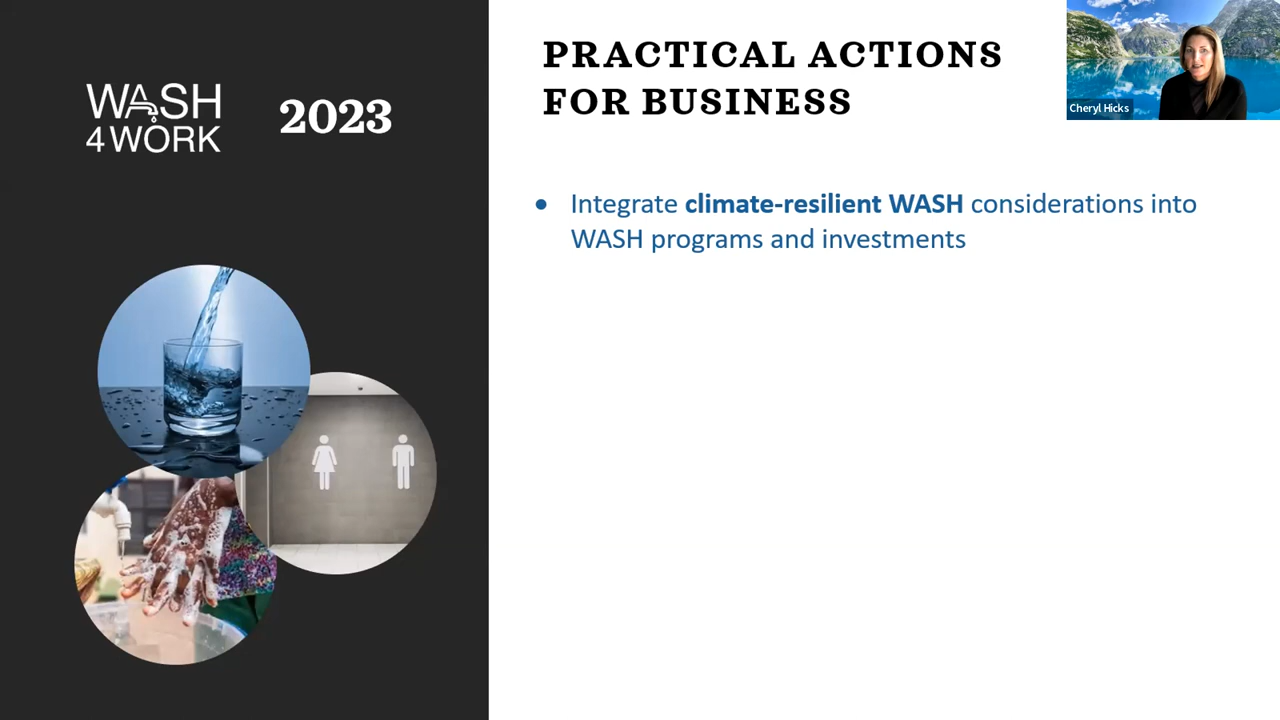 WASH
4WORK
2023
PRACTICAL ACTIONS
FOR BUSINESS
Cheryl Hicks
• Integrate climate-resilient WASH considerations into
WASH programs and investments